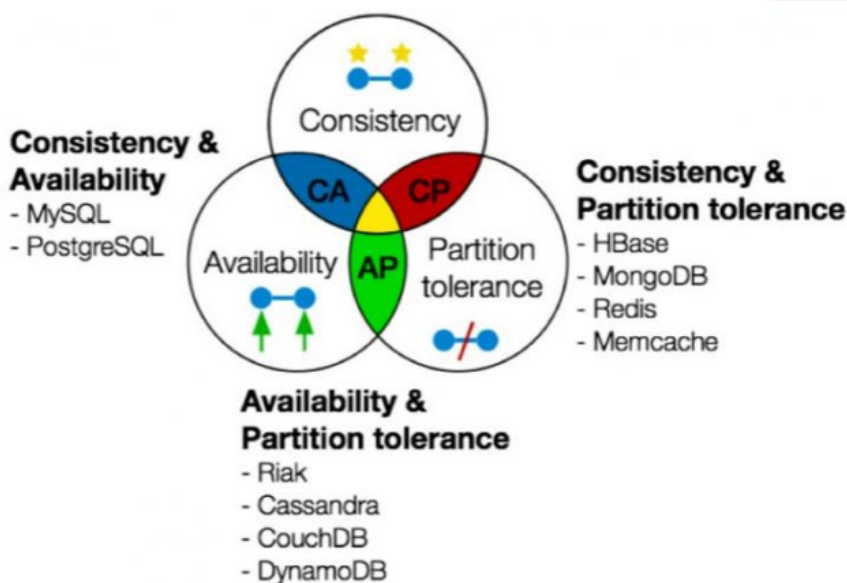 Consistency
Consistency &
Availability
- MySQL
- PostgreSQL
CA
CP
Consistency &
Partition tolerance
- HBase
- MongoDB
- Redis
- Memcache
Availability
AP
Partition
tolerance
Availability &
Partition tolerance
- Riak
- Cassandra
- CouchDB
- DynamoDB